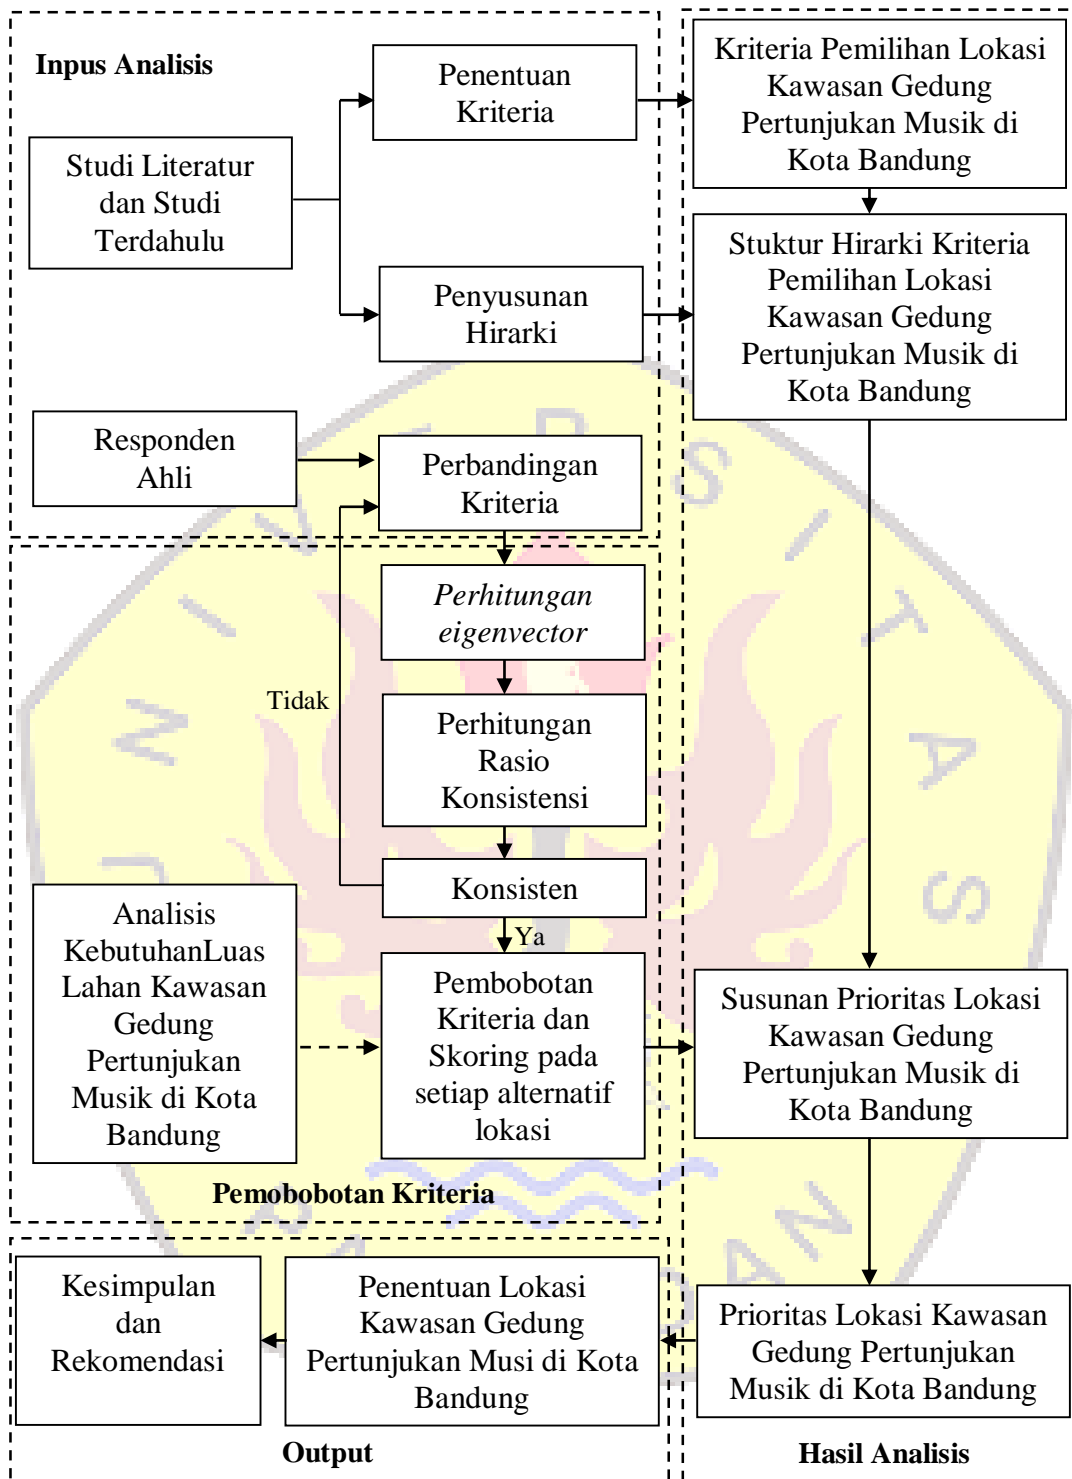 Inpus Analisis
Studi Literatur
dan Studi
Terdahulu
Penentuan
Kriteria
Kriteria Pemilihan Lokasi
Kawasan Gedung
Pertunjukan Musik di
Kota Bandung
Penyusunan
Hirarki
Stuktur Hirarki Kriteria
Pemilihan Lokasi
Kawasan Gedung
Pertunjukan Musik di
Kota Bandung
Responden
Ahli
Perbandingan
Kriteria
Perhitungan
eigenvector
Tidak
Perhitungan
Rasio
Konsistensi
Konsisten
Ya
Analisis
KebutuhanLuas
Lahan Kawasan
Gedung
Pertunjukan
Musik di Kota
Bandung
Pembobotan
Kriteria dan
Skoring pada
setiap alternatif
lokasi
Susunan Prioritas Lokasi
Kawasan Gedung
Pertunjukan Musik di
Kota Bandung
Pemobobotan Kriteria
Kesimpulan
dan
Rekomendasi
Penentuan Lokasi
Kawasan Gedung
Pertunjukan Musi di Kota
Bandung
Prioritas Lokasi Kawasan
Gedung Pertunjukan
Musik di Kota Bandung
Output
Hasil Analisis